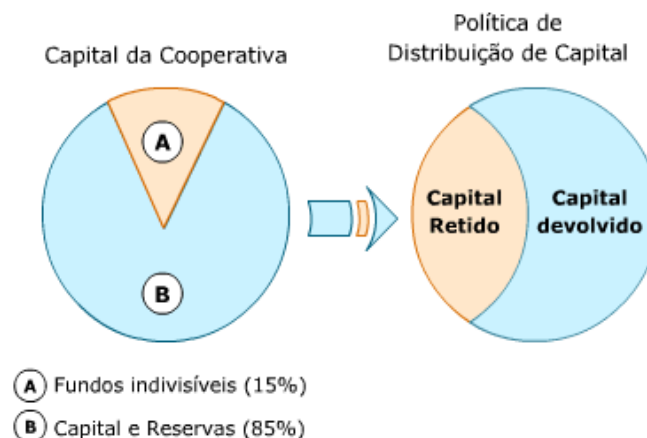 Capital da Cooperativa
Política de
Distribuição de Capital
A
B
Capital
Retido
Capital
devolvido
A Fundos indivisíveis (15%)
B Capital e Reservas (85%)